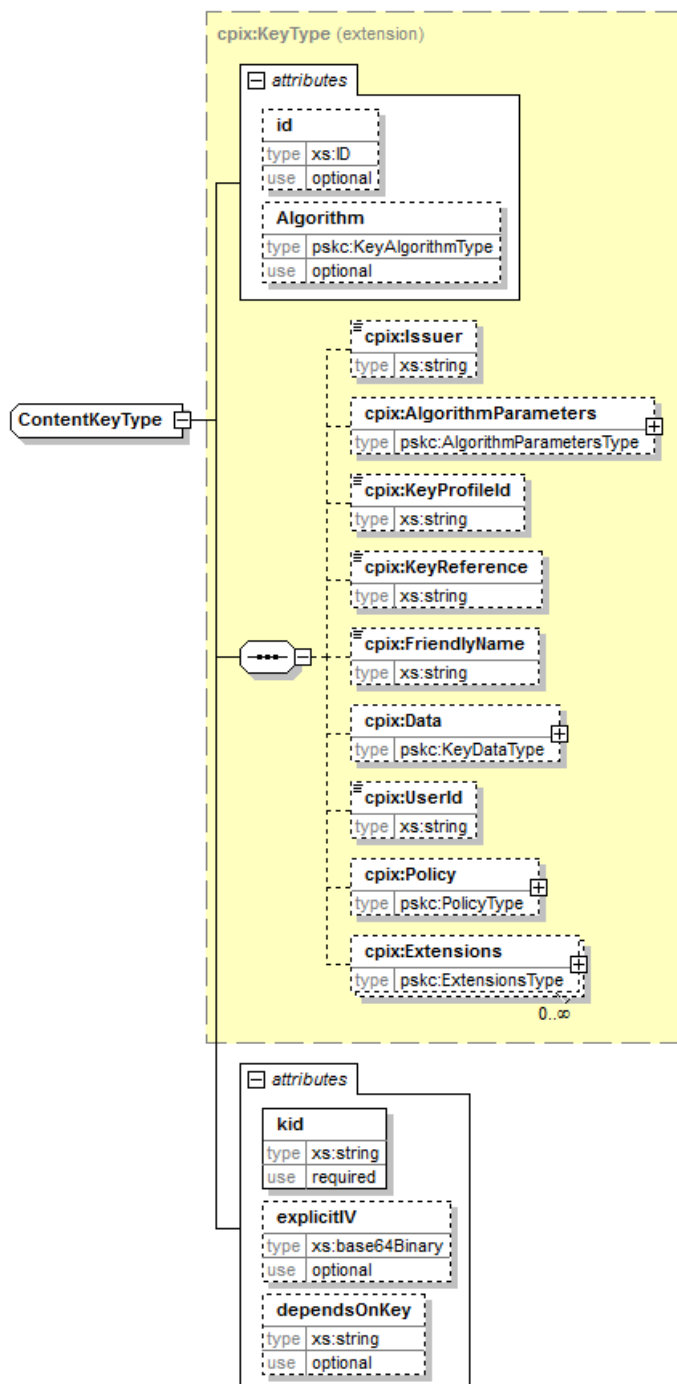 cpix:KeyType (extension)
attributes
id
type xs:ID
use optional
Algorithm
type pskc:KeyAlgorithmType
use optional
cpix:Issuer
type xs:string
cpix:AlgorithmParameters
type pskc:AlgorithmParametersType
ContentKeyType
cpix:KeyProfileId
type xs:string
cpix:KeyReference
type xs:string
cpix:FriendlyName
type xs:string
cpix:Data
type pskc:KeyDataType
cpix:UserId
type xs:string
cpix:Policy
type pskc:PolicyType
cpix:Extensions
type pskc:ExtensionsType
0..∞
attributes
kid
type xs:string
use required
explicitIV
type xs:base64Binary
use optional
dependsOnKey
type xs:string
use optional